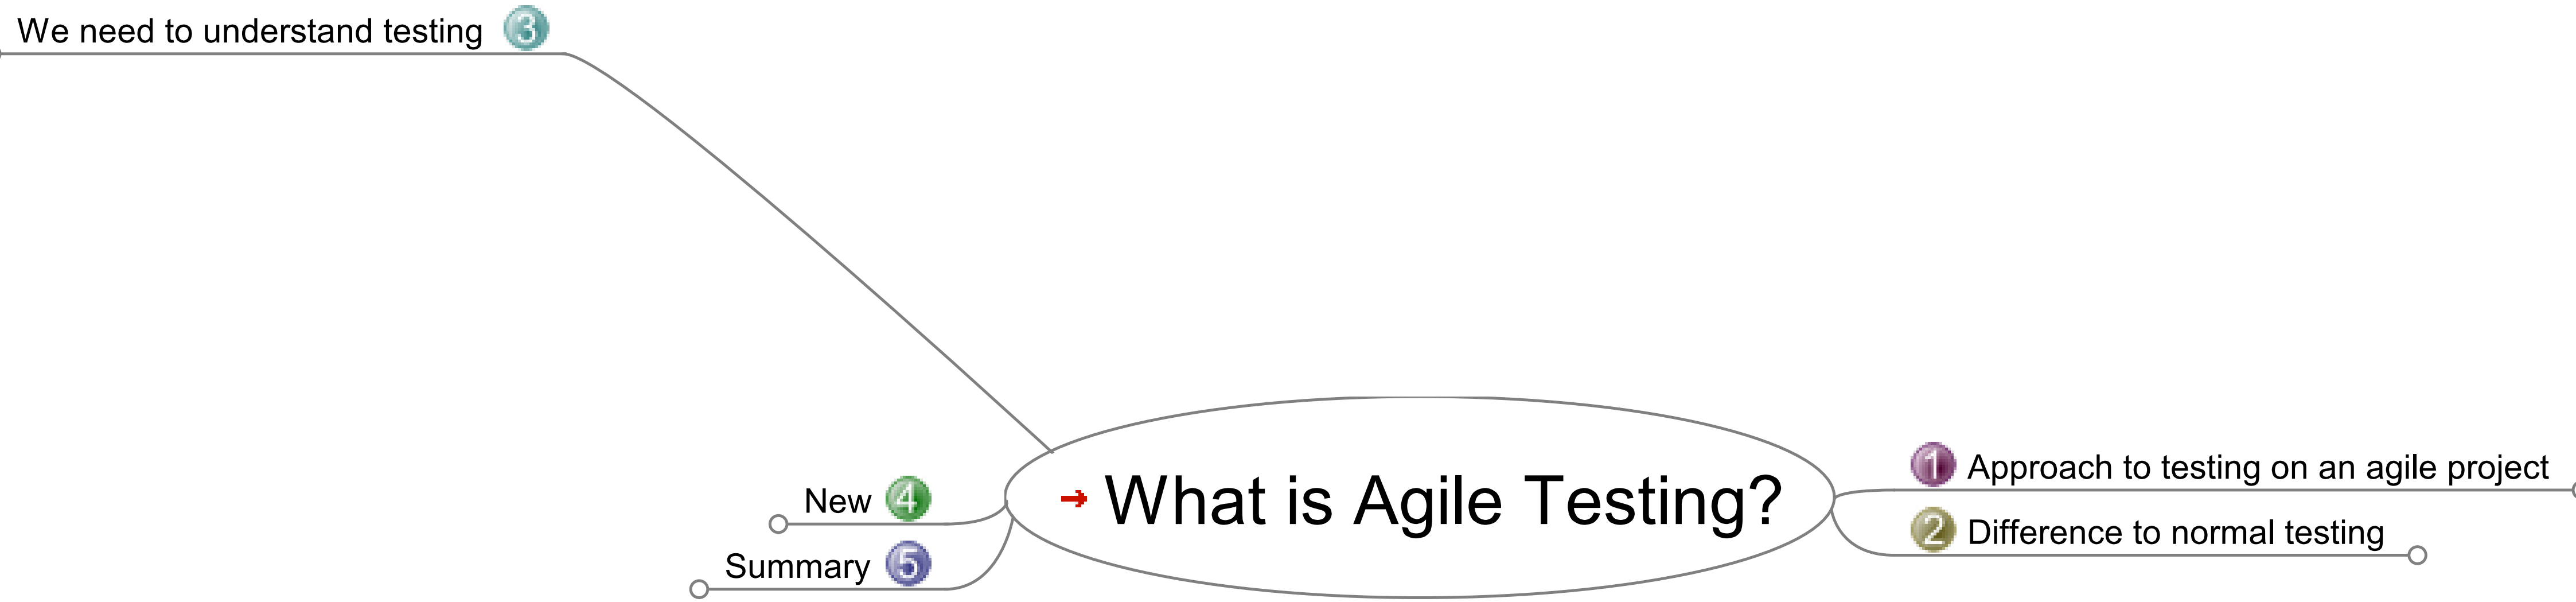 We need to understand testing 3
What is Agile Testing?
1 Approach to testing on an agile project
2 Difference to normal testing
New 4
Summary 5